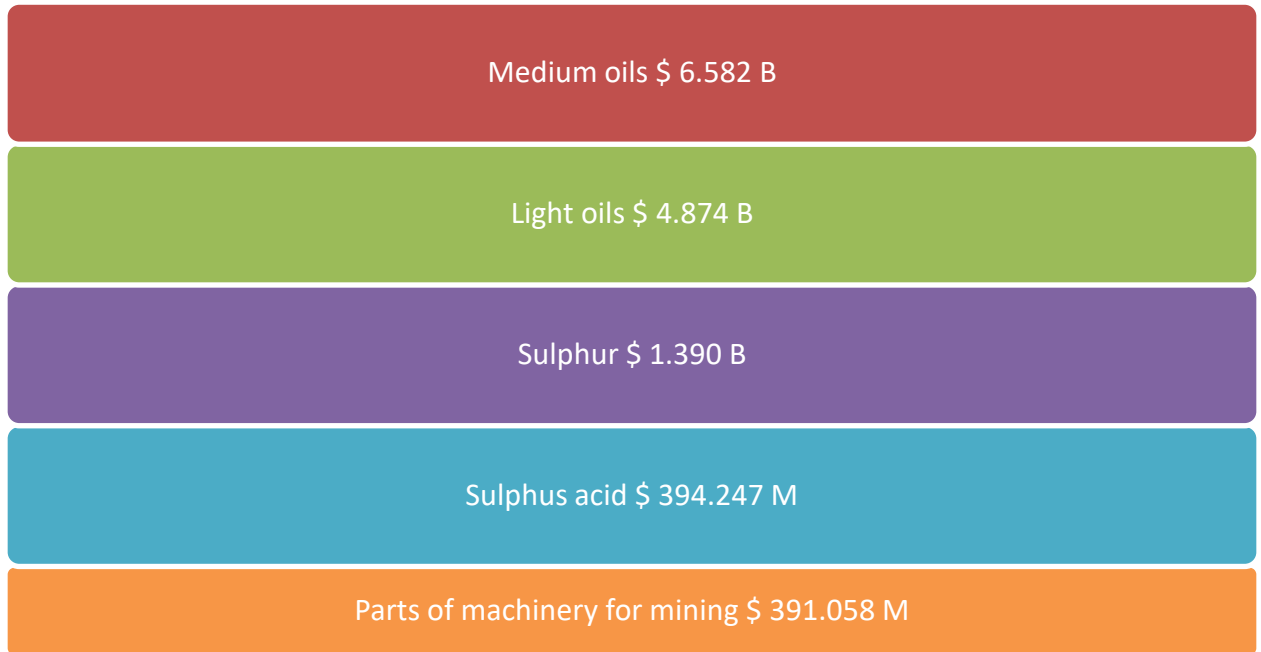 Medium oils $ 6.582 B
Light oils $ 4.874 B
Sulphur $ 1.390 B
Sulphus acid $ 394.247 M
Parts of machinery for mining $ 391.058 M